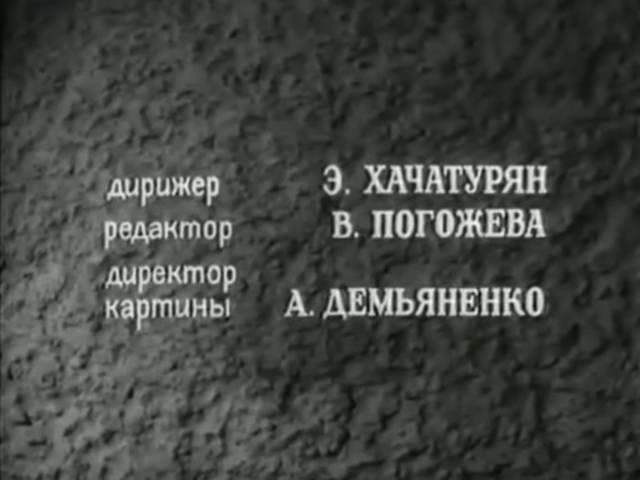 дирижер Э. ХАЧАТУРЯН
редактор В. ПОГОЖЕВА
директор
картины А. ДЕМЬЯНЕНКО